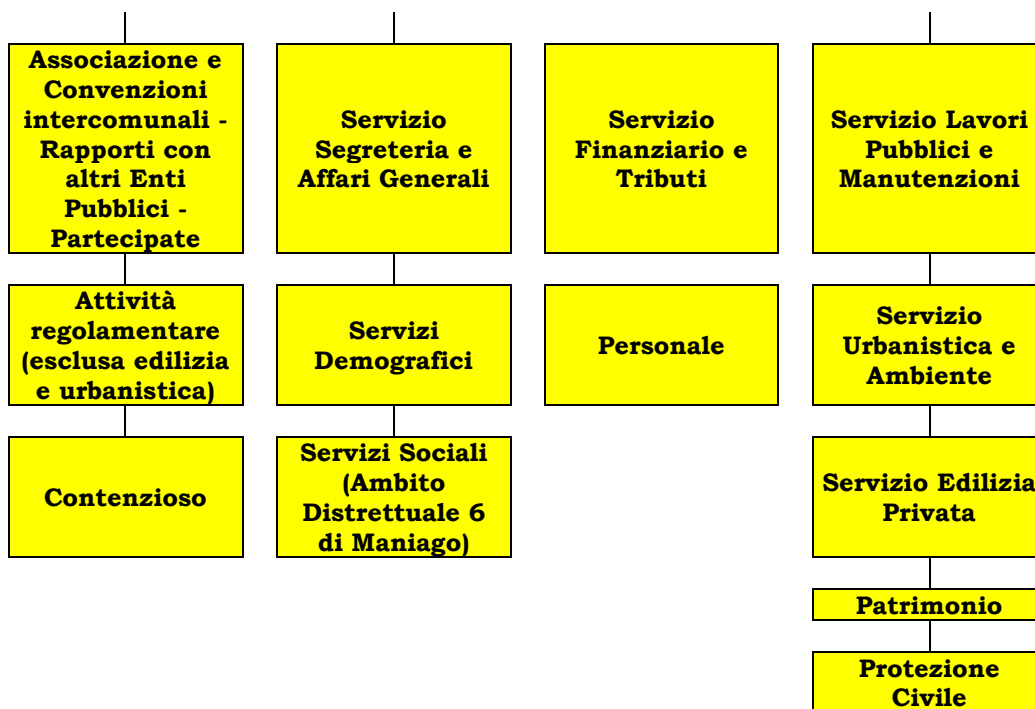 Associazione e
Convenzioni
intercomunali -
Rapporti con
altri Enti
Pubblici -
Partecipate
Servizio
Segreteria e
Affari Generali
Servizio
Finanziario e
Tributi
Servizio Lavori
Pubblici e
Manutenzioni
Attività
regolamentare
(esclusa edilizia
e urbanistica)
Servizi
Demografici
Personale
Servizio
Urbanistica e
Ambiente
Contenzioso
Servizi Sociali
(Ambito
Distrettuale 6
di Maniago)
Servizio Edilizia
Privata
Patrimonio
Protezione
Civile